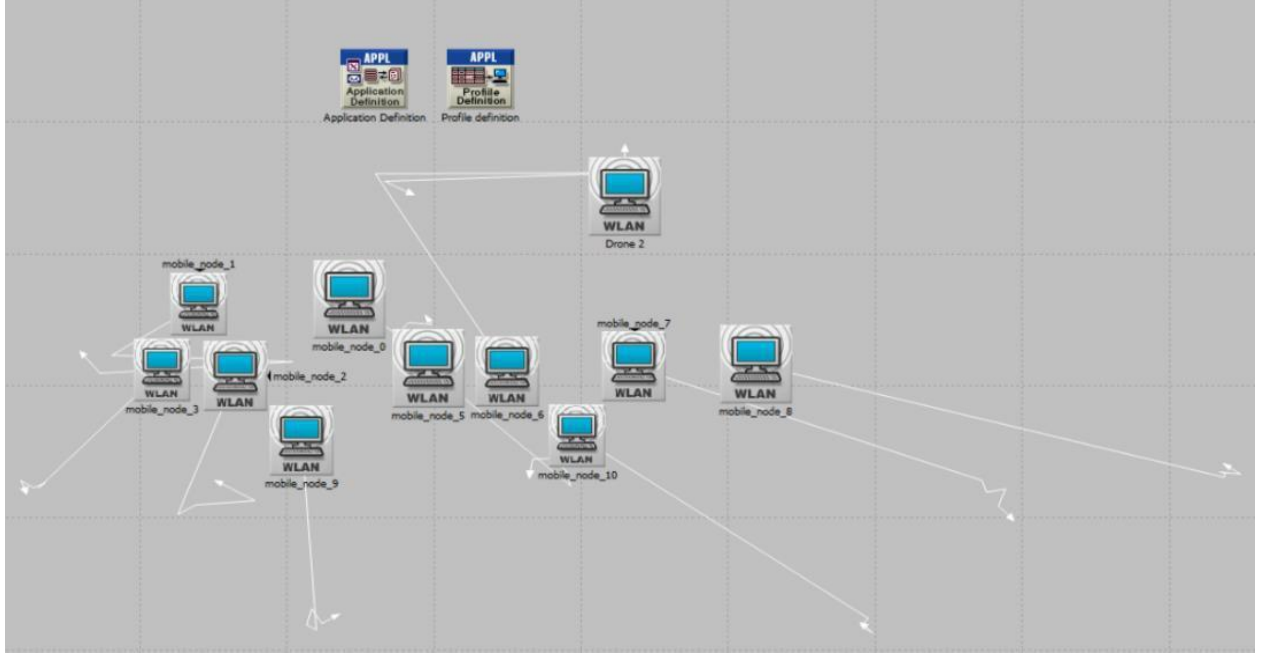 APPL
Application
Definition
Application Definition
APPL
Profile
Definition
Profile definition
WLAN
Drone 2
mobile_node_1
WLAN
WLAN
mobile_node_0
mobile_node_7
WLAN
WLAN
mobile_node_3
WLAN
mobile_node_2
WLAN
mobile_node_5
WLAN
mobile_node_6
WLAN
mobile_node_8
WLAN
mobile_node_9
WLAN
mobile_node_10